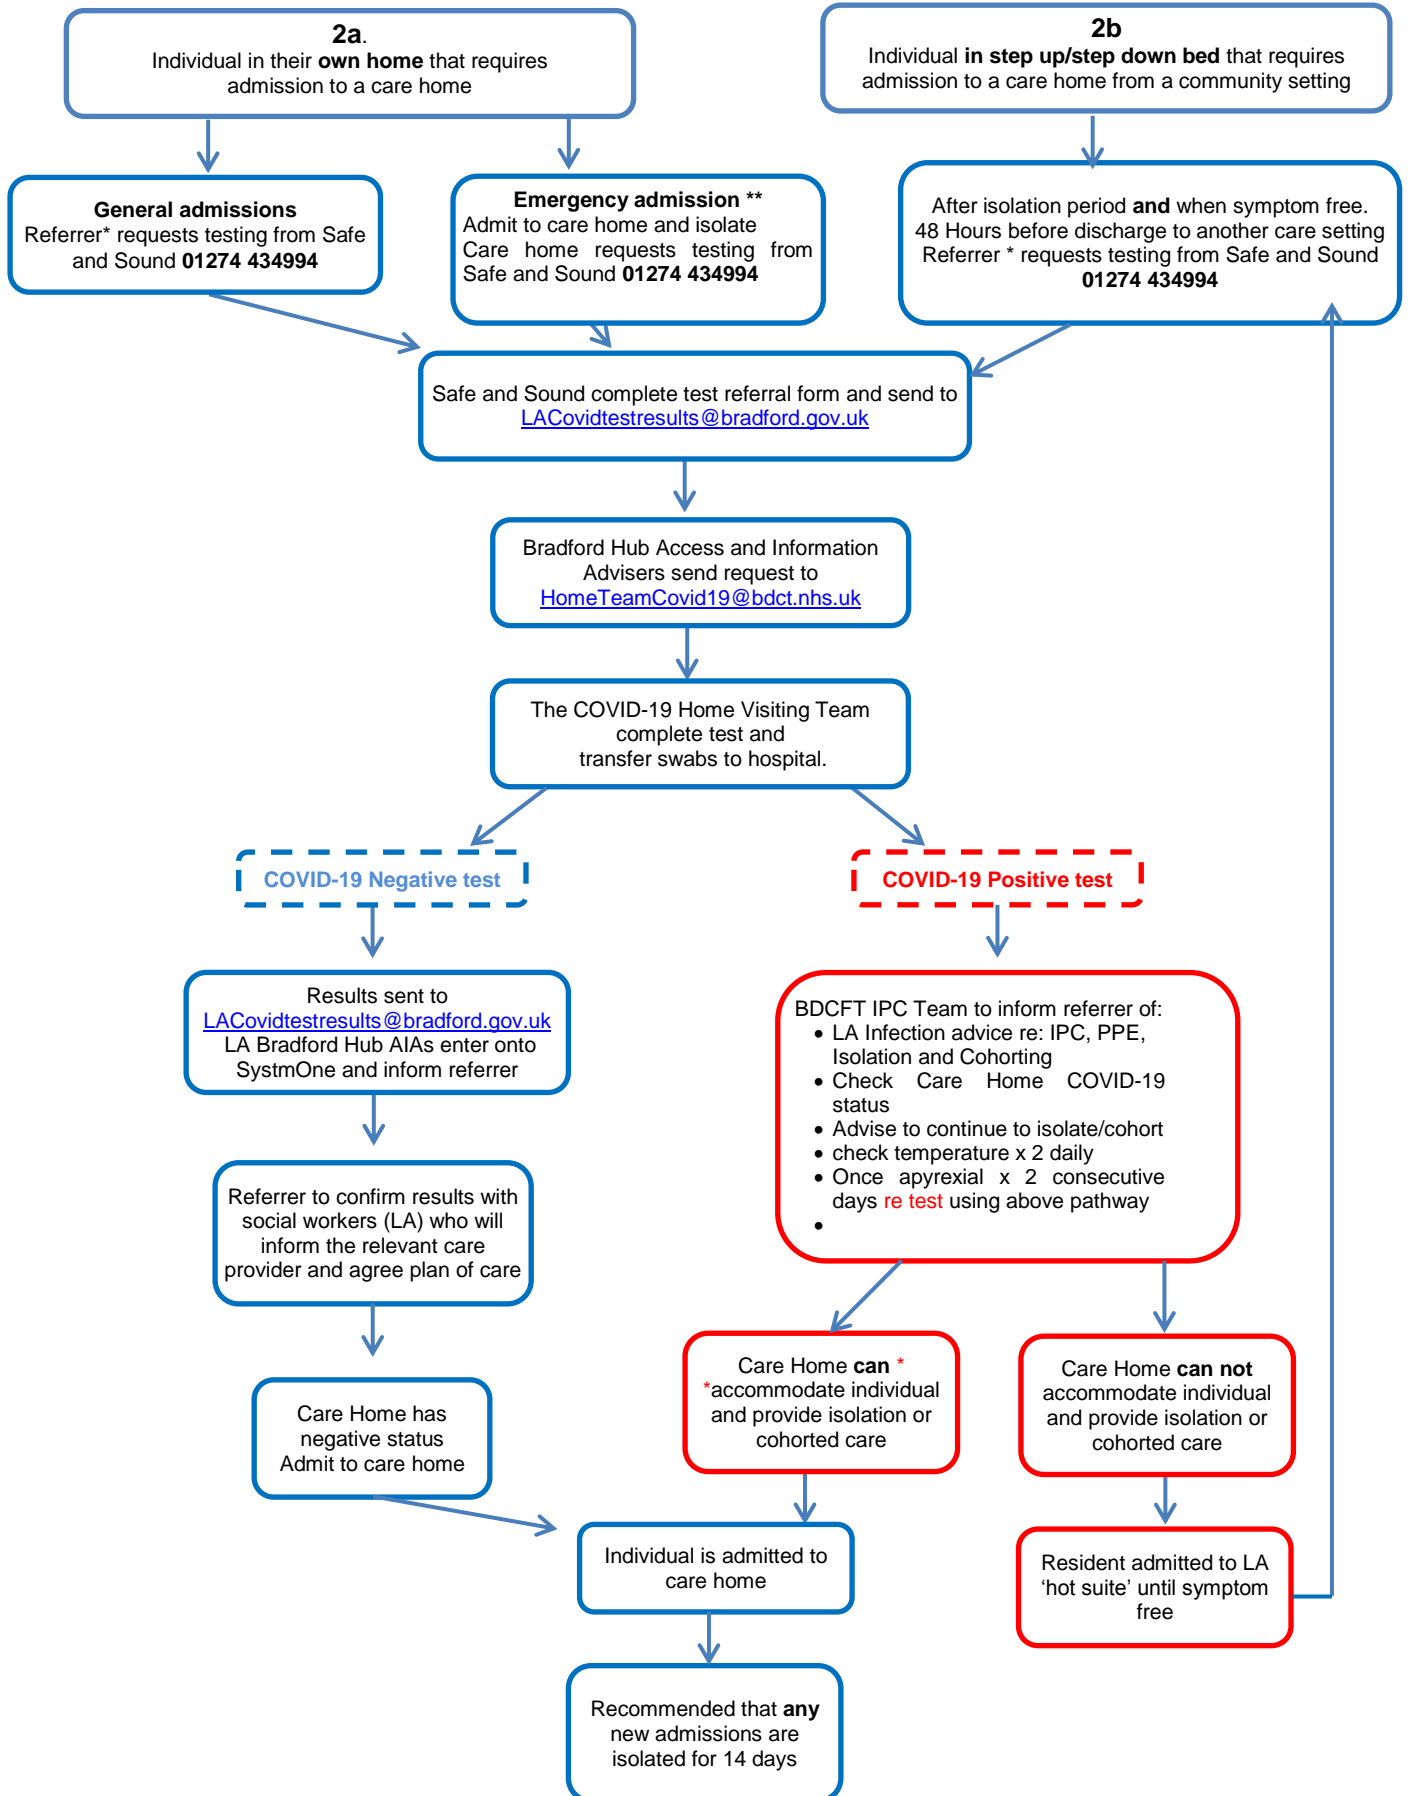 2a.
Individual in their own home that requires
admission to a care home
2b
Individual in step up/step down bed that requires
admission to a care home from a community setting
General admissions
Referrer* requests testing from Safe
and Sound 01274 434994
Emergency admission **
Admit to care home and isolate
Care home requests testing from
Safe and Sound 01274 434994
After isolation period and when symptom free.
48 Hours before discharge to another care setting
Referrer * requests testing from Safe and Sound
01274 434994
Safe and Sound complete test referral form and send to
LACovidtestresults@bradford.gov.uk
Bradford Hub Access and Information
Advisers send request to
HomeTeamCovid19@bdct.nhs.uk
The COVID-19 Home Visiting Team
complete test and
transfer swabs to hospital.
COVID-19 Negative test
COVID-19 Positive test
Results sent to
LACovidtestresults@bradford.gov.uk
LA Bradford Hub AIAs enter onto
SystmOne and inform referrer
BDCFT IPC Team to inform referrer of:
• LA Infection advice re: IPC, PPE,
Isolation and Cohorting
• Check Care Home COVID-19
status
• Advise to continue to isolate/cohort
• check temperature x 2 daily
• Once apyrexial x 2 consecutive
days re test using above pathway
•
Referrer to confirm results with
social workers (LA) who will
inform the relevant care
provider and agree plan of care
Care Home can *
*accommodate individual
and provide isolation or
cohorted care
Care Home can not
accommodate individual
and provide isolation or
cohorted care
Care Home has
negative status
Admit to care home
Individual is admitted to
care home
Resident admitted to LA
‘hot suite’ until symptom
free
Recommended that any
new admissions are
isolated for 14 days